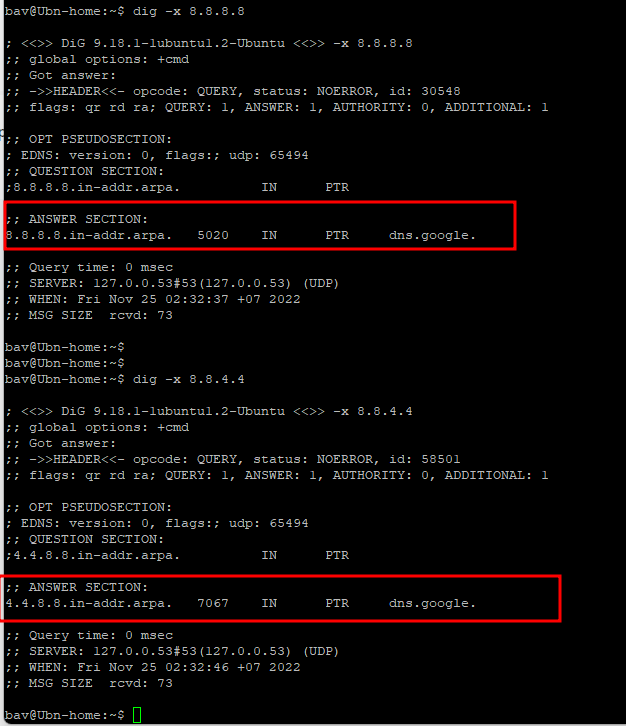 bav@Ubn-home:~$ dig -x 8.8.8.8
; <<>> DiG 9.18.1-1ubuntu1.2-Ubuntu <<>> -x 8.8.8.8
;; global options: +cmd
;; Got answer:
;; ->>HEADER<<- opcode: QUERY, status: NOERROR, id: 30548
;; flags: qr rd ra; QUERY: 1, ANSWER: 1, AUTHORITY: 0, ADDITIONAL: 1
;; OPT PSEUDOSECTION:
; EDNS: version: 0, flags:; udp: 65494
;; QUESTION SECTION:
;8.8.8.8.in-addr.arpa. IN PTR
;; ANSWER SECTION:
8.8.8.8.in-addr.arpa. 5020 IN PTR dns.google.
;; Query time: 0 msec
;; SERVER: 127.0.0.53#53(127.0.0.53) (UDP)
;; WHEN: Fri Nov 25 02:32:37 +07 2022
;; MSG SIZE rcvd: 73
bav@Ubn-home:~$
bav@Ubn-home:~$
bav@Ubn-home:~$ dig -x 8.8.4.4
; <<>> DiG 9.18.1-1ubuntu1.2-Ubuntu <<>> -x 8.8.4.4
;; global options: +cmd
;; Got answer:
;; ->>HEADER<<- opcode: QUERY, status: NOERROR, id: 58501
;; flags: qr rd ra; QUERY: 1, ANSWER: 1, AUTHORITY: 0, ADDITIONAL: 1
;; OPT PSEUDOSECTION:
; EDNS: version: 0, flags:; udp: 65494
;; QUESTION SECTION:
;4.4.8.8.in-addr.arpa. IN PTR
;; ANSWER SECTION:
4.4.8.8.in-addr.arpa. 7067 IN PTR dns.google.
;; Query time: 0 msec
;; SERVER: 127.0.0.53#53(127.0.0.53) (UDP)
;; WHEN: Fri Nov 25 02:32:46 +07 2022
;; MSG SIZE rcvd: 73
bav@Ubn-home:~$